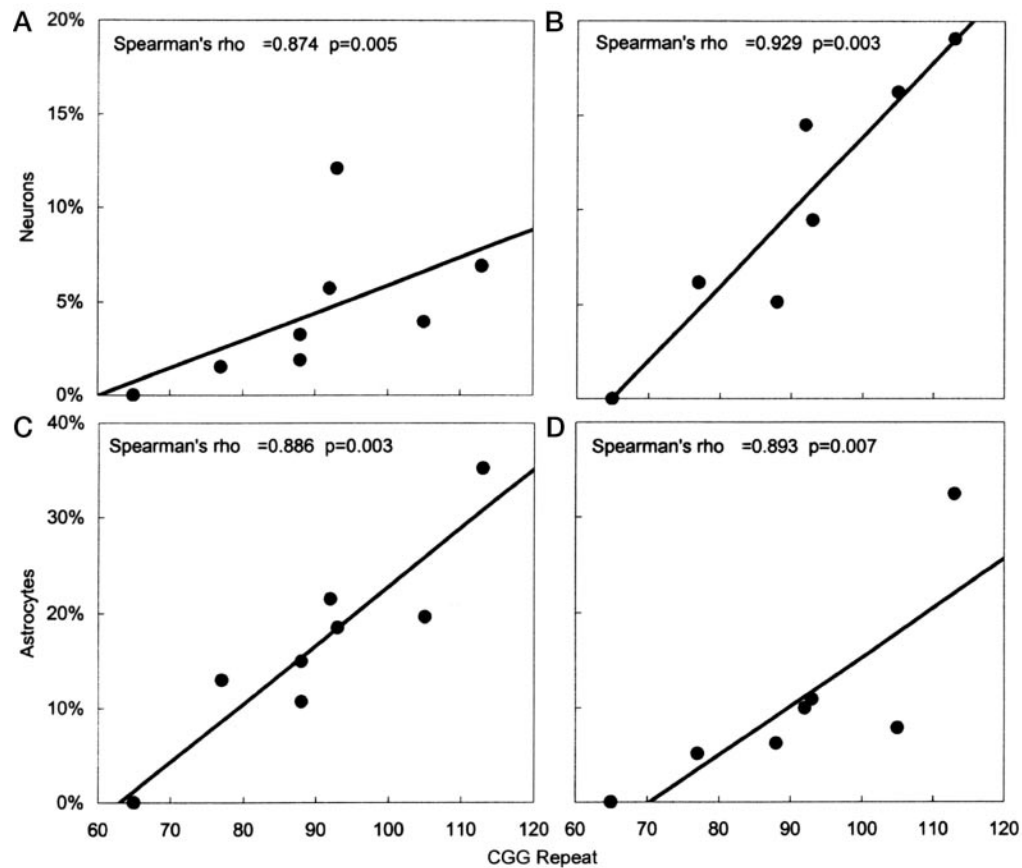 A
B
20%
Spearman's rho =0.874 p=0.005
Spearman's rho =0.929 p=0.003
15%
Neurons
10%
5%
0%
C
D
40%
Spearman's rho =0.886 p=0.003
Spearman's rho =0.893 p=0.007
30%
Astrocytes
20%
10%
0%
60 70 80 90 100 110 120
60 70 80 90 100 110 120
CGG Repeat